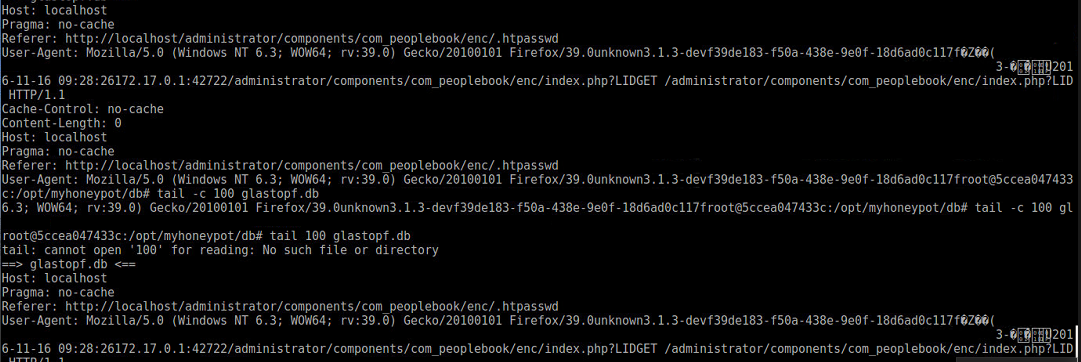 Host: localhost
Pragma: no-cache
Referer: http://localhost/administrator/components/com_peoplebook/enc/.htpasswd
User-Agent: Mozilla/5.0 (Windows NT 6.3; WOW64; rv:39.0) Gecko/20100101 Firefox/39.0unknown3.1.3-devf39de183-f50a-438e-9e0f-18d6ad0c117f�Z��(
3-�201
6-11-16 09:28:26172.17.0.1:42722/administrator/components/com_peoplebook/enc/index.php?LIDGET /administrator/components/com_peoplebook/enc/index.php?LID
HTTP/1.1
Cache-Control: no-cache
Content-Length: 0
Host: localhost
Pragma: no-cache
Referer: http://localhost/administrator/components/com_peoplebook/enc/.htpasswd
User-Agent: Mozilla/5.0 (Windows NT 6.3; WOW64; rv:39.0) Gecko/20100101 Firefox/39.0unknown3.1.3-devf39de183-f50a-438e-9e0f-18d6ad0c117froot@5ccea047433
c:/opt/myhoneypot/db# tail -c 100 glastopf.db
6.3; WOW64; rv:39.0) Gecko/20100101 Firefox/39.0unknown3.1.3-devf39de183-f50a-438e-9e0f-18d6ad0c117froot@5ccea047433c:/opt/myhoneypot/db# tail -c 100 gl
root@5ccea047433c:/opt/myhoneypot/db# tail 100 glastopf.db
tail: cannot open '100' for reading: No such file or directory
==> glastopf.db <==
Host: localhost
Pragma: no-cache
Referer: http://localhost/administrator/components/com_peoplebook/enc/.htpasswd
User-Agent: Mozilla/5.0 (Windows NT 6.3; WOW64; rv:39.0) Gecko/20100101 Firefox/39.0unknown3.1.3-devf39de183-f50a-438e-9e0f-18d6ad0c117f�Z��(
3-�201
6-11-16 09:28:26172.17.0.1:42722/administrator/components/com_peoplebook/enc/index.php?LIDGET /administrator/components/com_peoplebook/enc/index.php?LID
HTTP/1.1